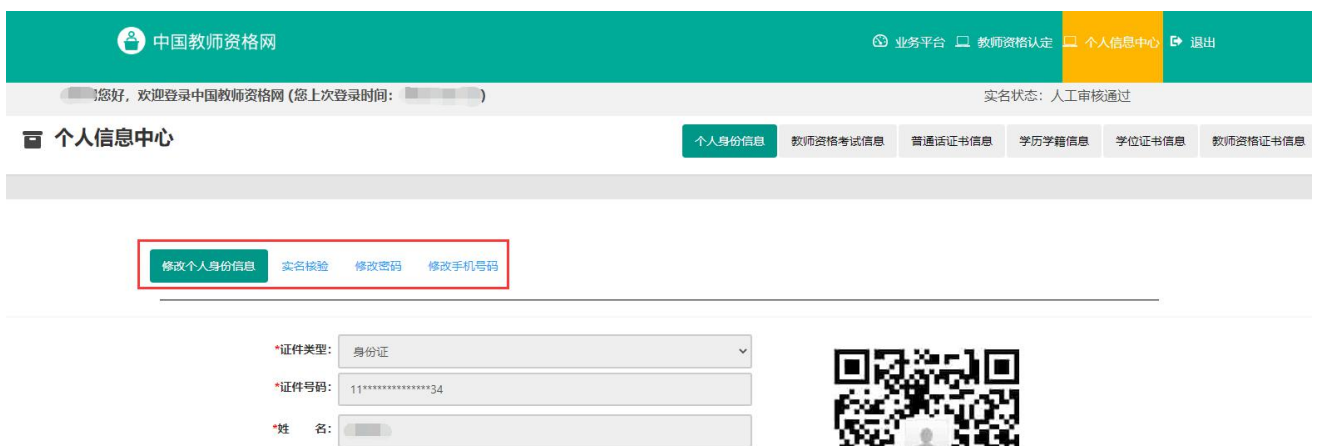 中国教师资格网
业务平台 教师资格认定 个人信息中心 退出
您好，欢迎登录中国教师资格网 (您上次登录时间： ) 实名状态：人工审核通过
个人信息中心
个人身份信息 教师资格考试信息 普通话证书信息 学历学籍信息 学位证书信息 教师资格证书信息
修改个人身份信息 实名核验 修改密码 修改手机号码
*证件类型： 身份证
*证件号码： 11**************34
*姓 名：